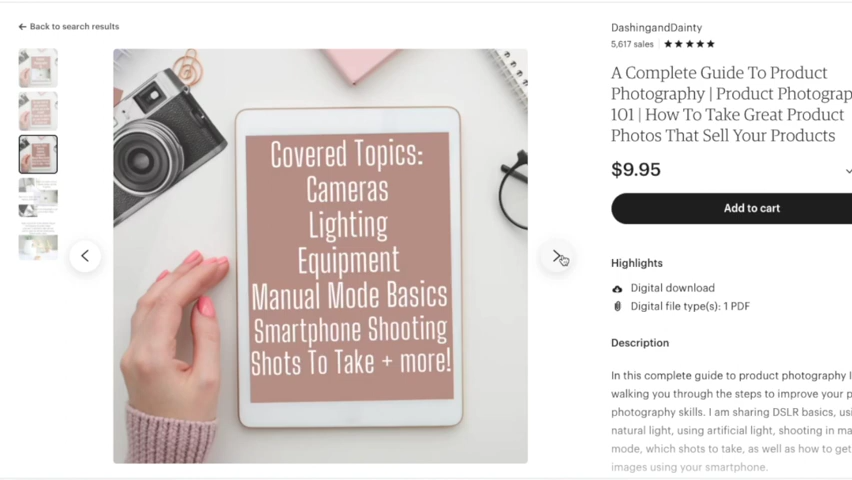 Back to search results
Covered Topics:
Cameras
Lighting
Equipment
Manual Mode Basics
Smartphone Shooting
Shots To Take + more!
DashingandDainty
5,617 sales
A Complete Guide To Product
Photography | Product Photograp
101 | How To Take Great Product
Photos That Sell Your Products
$9.95
Add to cart
Highlights
Digital download
Digital file type(s): 1 PDF
Description
In this complete guide to product photography I
walking you through the steps to improve your p
photography skills. I am sharing DSLR basics, usi
natural light, using artificial light, shooting in ma
mode, which shots to take, as well as how to get
images using your smartphone.